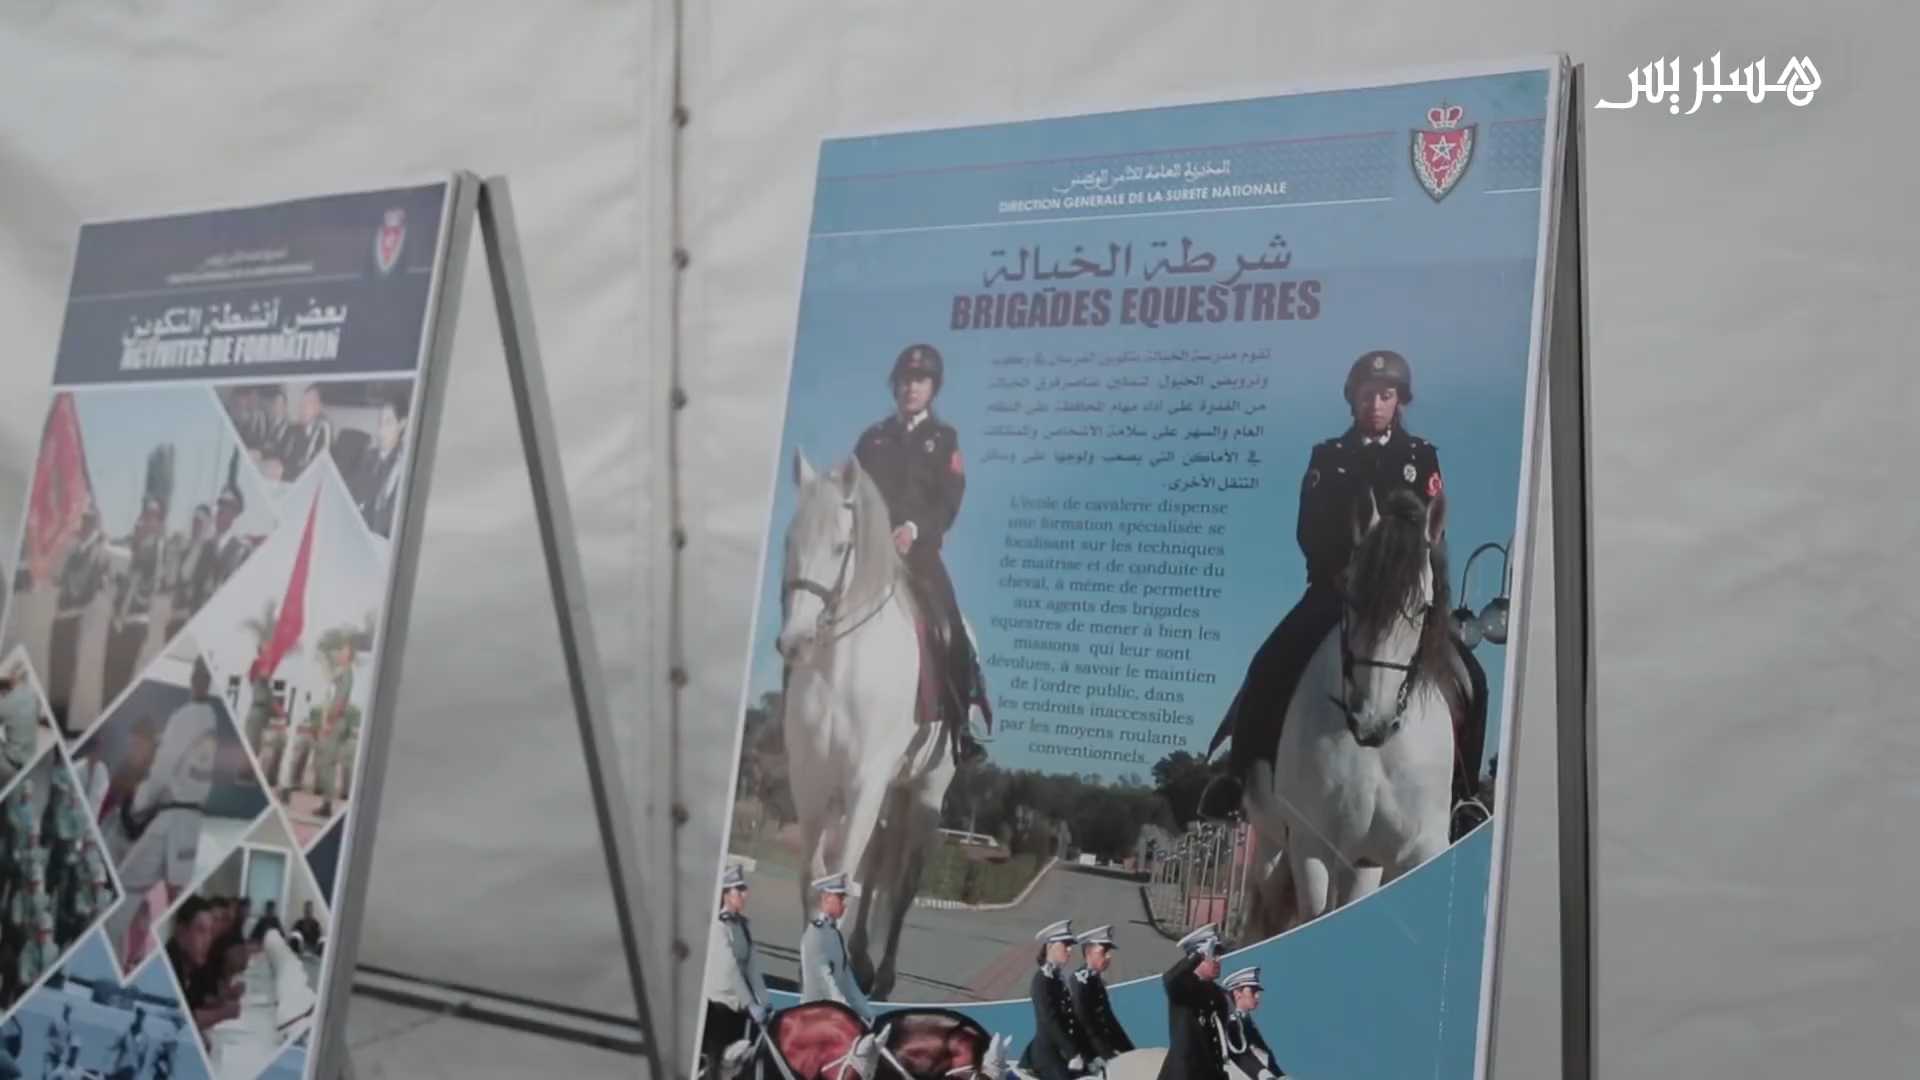 هسبريس
المديرية العامة للأمن الوطني
DIRECTION GENERALE DE LA SURETE NATIONALE
شرطة الخيالة
BRIGADES EQUESTRES
تقوم مدرسة الخيالة بتكوين الفرسان في ركوب
وترويض الخيول لتمكين عناصر فرق الخيالة
من القدرة على أداء مهام المحافظة على النظام
العام والسهر على سلامة الأشخاص والممتلكات
في الأماكن التي يصعب ولوجها على وسائل
التنقل الأخرى.
L'école de cavalerie dispense
une formation spécialisée se
focalisant sur les techniques
de maitrise et de conduite du
cheval, à même de permettre
aux agents des brigades
équestres de mener à bien les
missions qui leur sont
dévolues, à savoir le maintien
de l'ordre public, dans
les endroits inaccessibles
par les moyens roulants
conventionnels.
بعض أنشطة التكوين
ACTIVITES DE FORMATION